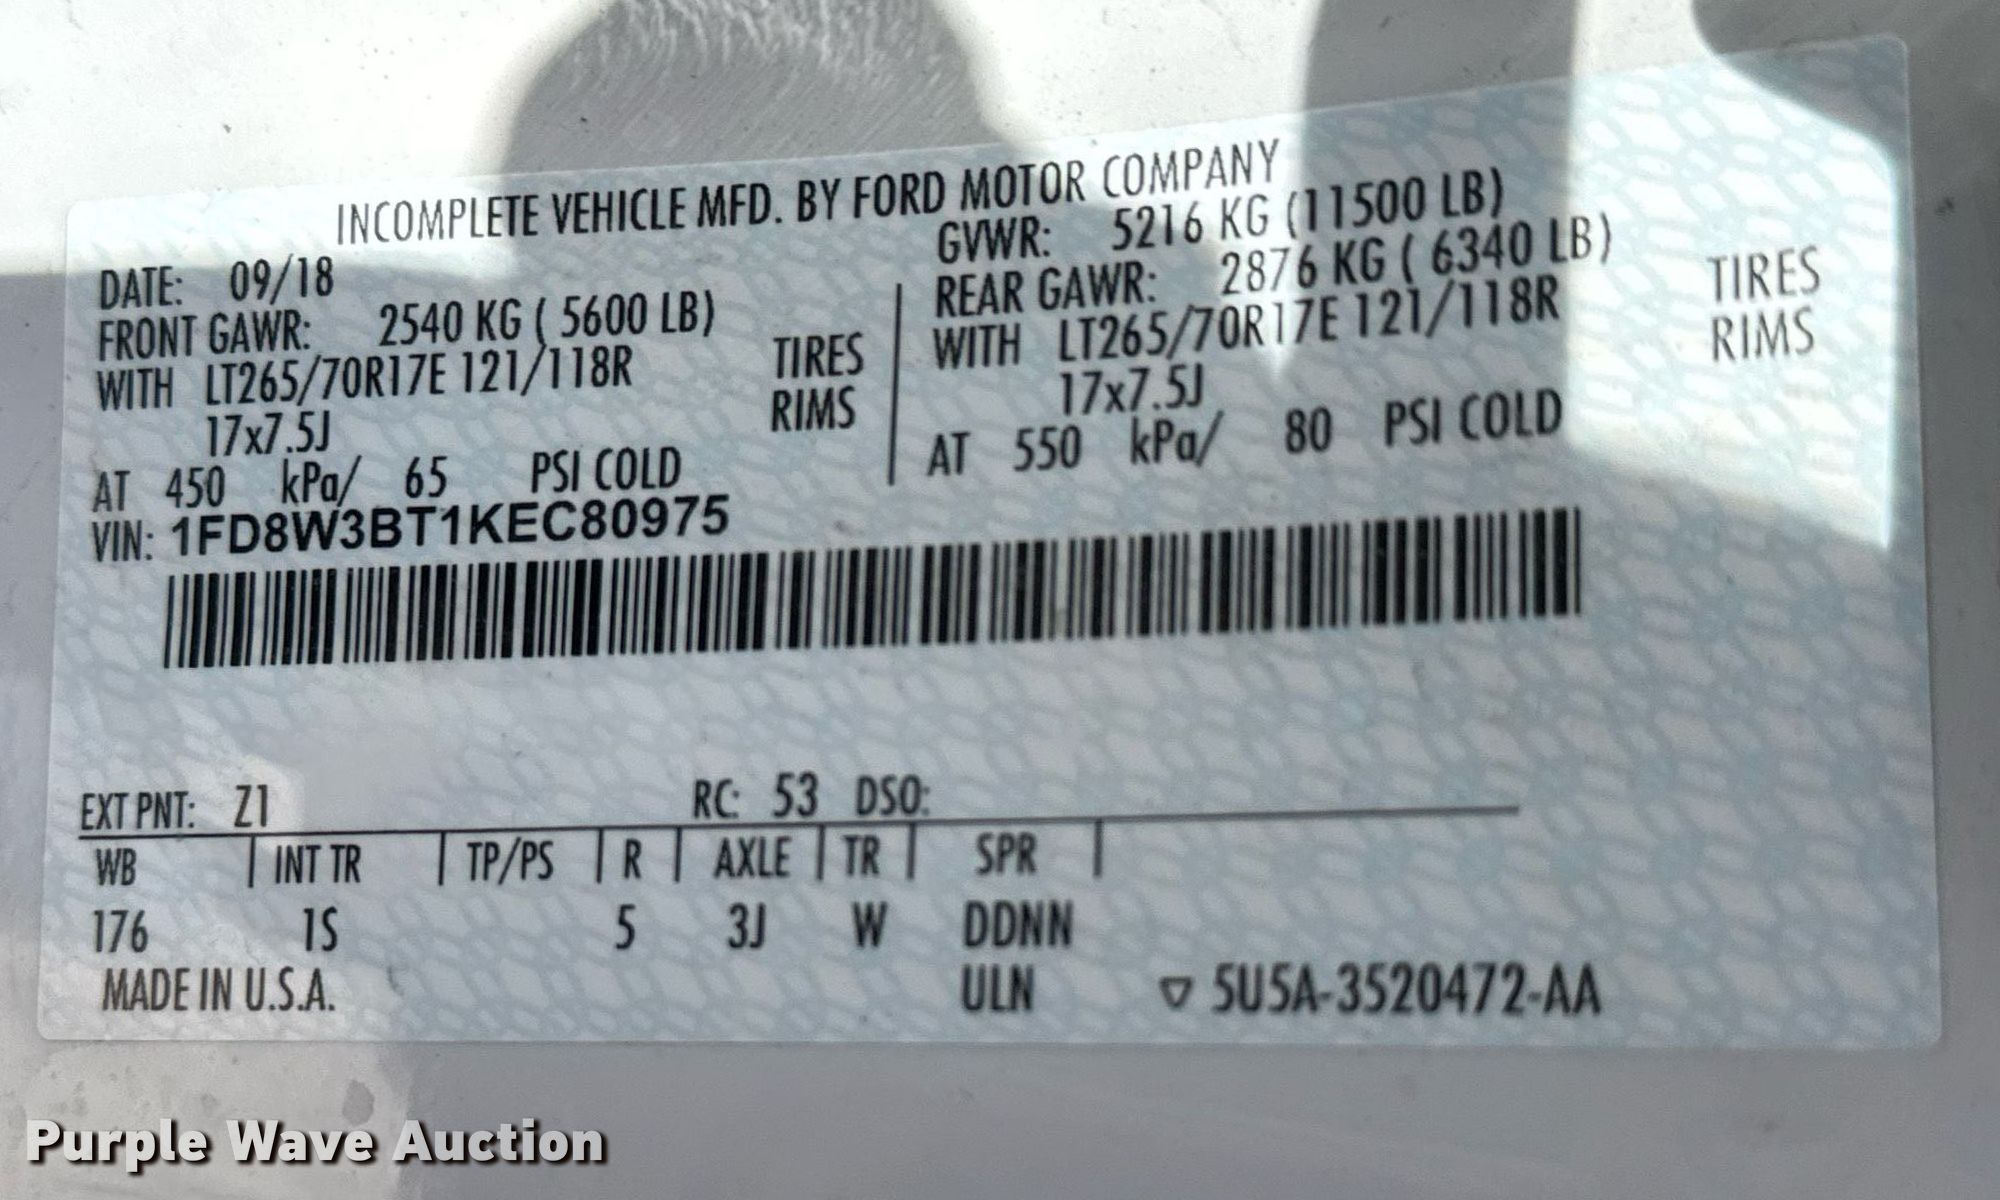 INCOMPLETE VEHICLE MFD. BY FORD MOTOR COMPANY
DATE: 09/18
GVWR: 5216 KG (11500 LB)
FRONT GAWR: 2540 KG ( 5600 LB)
REAR GAWR: 2876 KG ( 6340 LB)
WITH LT265/70R17E 121/118R TIRES
WITH LT265/70R17E 121/118R TIRES
17x7.5J RIMS
17x7.5J RIMS
AT 450 kPa/ 65 PSI COLD
AT 550 kPa/ 80 PSI COLD
VIN: 1FD8W3BT1KEC80975
EXT PNT: Z1 RC: 53 DSO:
WB | INT TR | TP/PS | R | AXLE | TR | SPR |
176 1S 5 3J W DDNN
MADE IN U.S.A. ULN ▽ 5U5A-3520472-AA
Purple Wave Auction